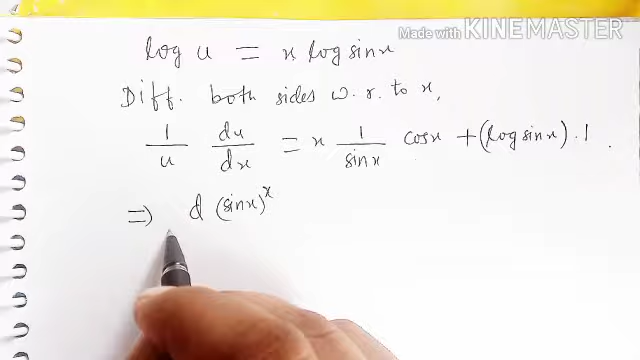 Made with KINEMASTER
log u = x log sinx
Diff. both sides w.r. to x,
1/u du/dx = x 1/sinx cosx + (log sinx) . 1 .
=> d (sinx)^x